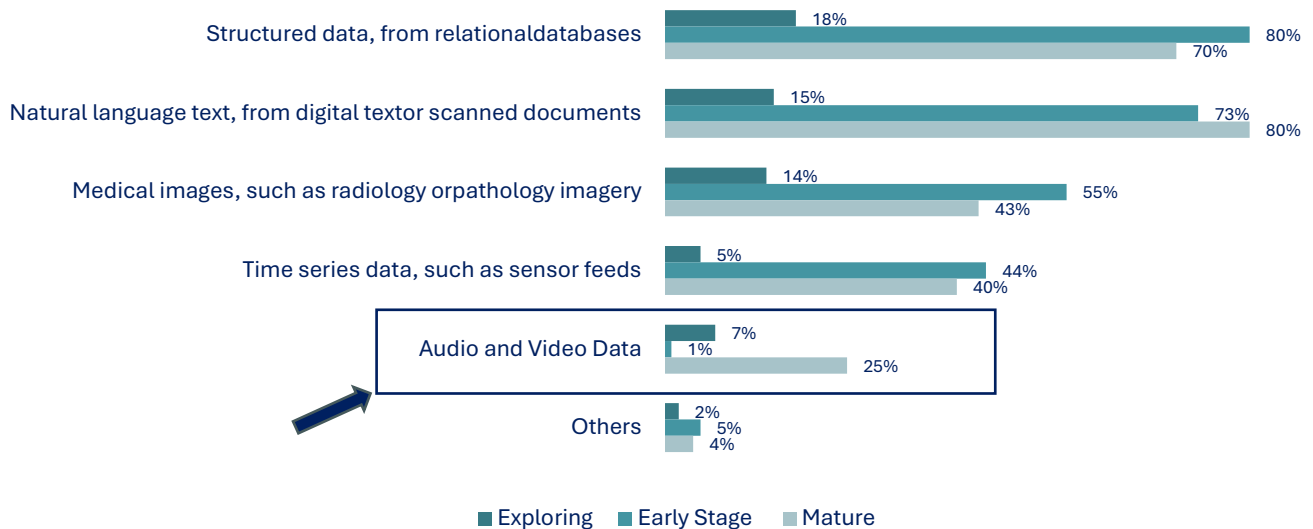 18%
Structured data, from relationaldatabases
80%
70%
15%
Natural language text, from digital textor scanned documents
73%
80%
14%
Medical images, such as radiology orpathology imagery
55%
43%
5%
Time series data, such as sensor feeds
44%
40%
7%
Audio and Video Data
1%
25%
2%
Others
5%
4%
Exploring Early Stage Mature